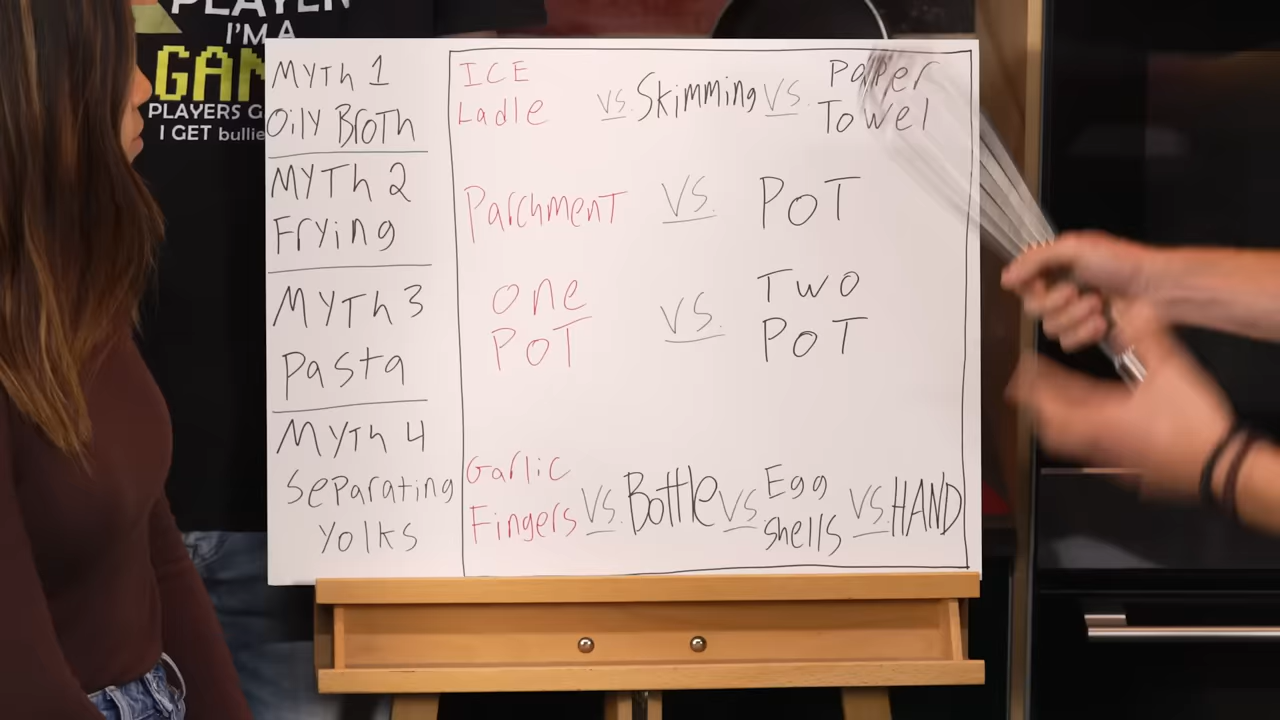 PLAYER
I'M A
PLAYERS G
I GET bullie
Myth 1
Oily Broth
Myth 2
Frying
Myth 3
Pasta
Myth 4
Separating
Yolks
ICE
Ladle
vs. Skimming vs.
Paper
Towel
Parchment vs. Pot
One
Pot
vs.
Two
Pot
Garlic
Fingers
vs. Bottle vs.
Egg
Shells
vs. HAND